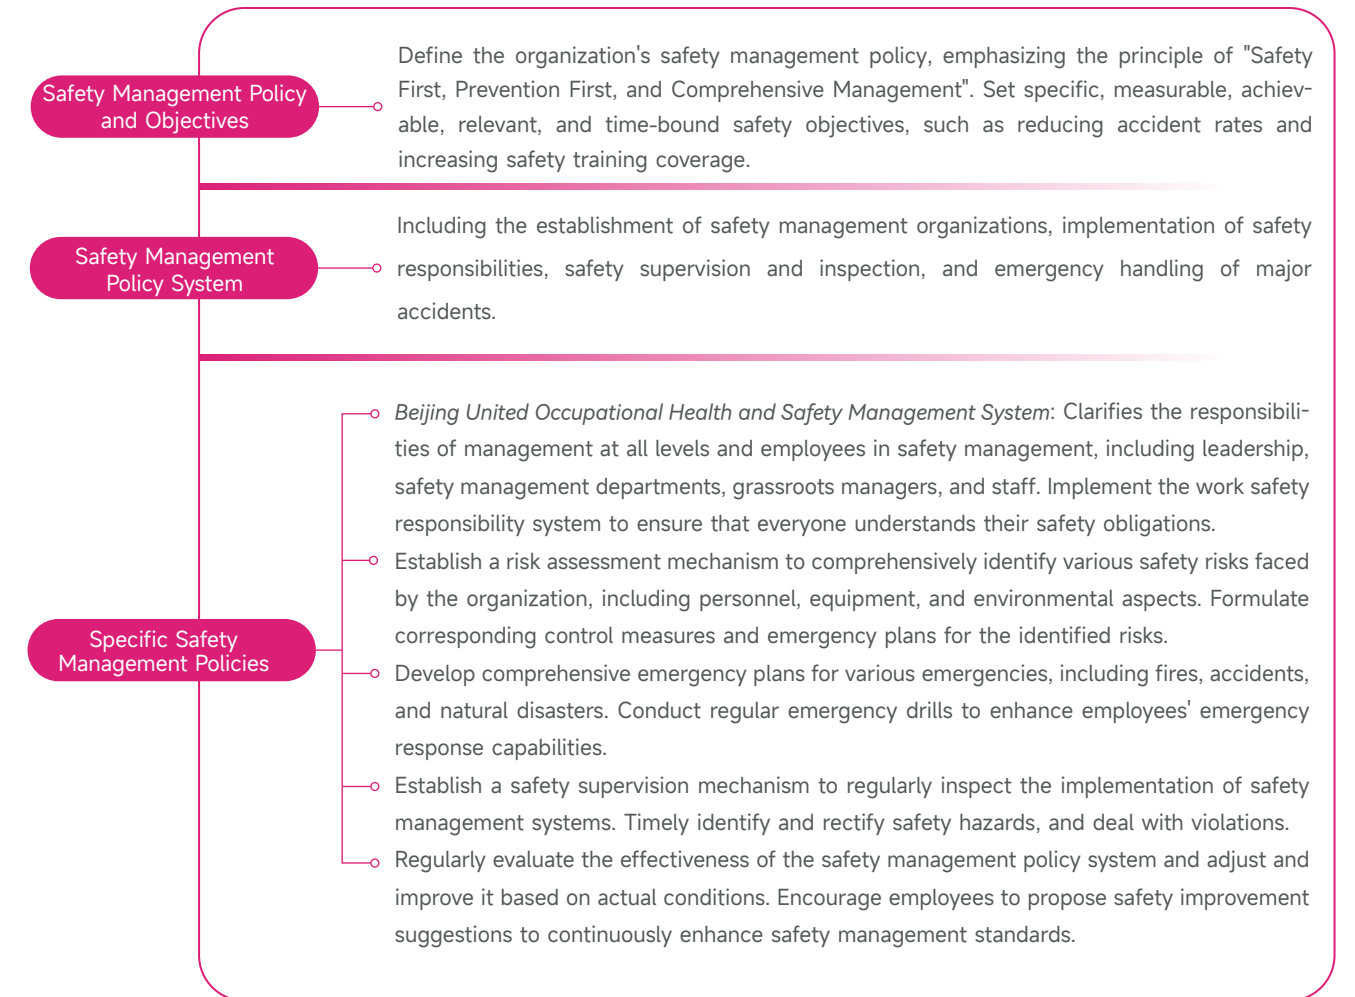 Safety Management Policy
and Objectives
Define the organization's safety management policy, emphasizing the principle of "Safety
First, Prevention First, and Comprehensive Management". Set specific, measurable, achiev-
able, relevant, and time-bound safety objectives, such as reducing accident rates and
increasing safety training coverage.
Safety Management
Policy System
Including the establishment of safety management organizations, implementation of safety
responsibilities, safety supervision and inspection, and emergency handling of major
accidents.
Specific Safety
Management Policies
Beijing United Occupational Health and Safety Management System: Clarifies the responsibili-
ties of management at all levels and employees in safety management, including leadership,
safety management departments, grassroots managers, and staff. Implement the work safety
responsibility system to ensure that everyone understands their safety obligations.
Establish a risk assessment mechanism to comprehensively identify various safety risks faced
by the organization, including personnel, equipment, and environmental aspects. Formulate
corresponding control measures and emergency plans for the identified risks.
Develop comprehensive emergency plans for various emergencies, including fires, accidents,
and natural disasters. Conduct regular emergency drills to enhance employees' emergency
response capabilities.
Establish a safety supervision mechanism to regularly inspect the implementation of safety
management systems. Timely identify and rectify safety hazards, and deal with violations.
Regularly evaluate the effectiveness of the safety management policy system and adjust and
improve it based on actual conditions. Encourage employees to propose safety improvement
suggestions to continuously enhance safety management standards.